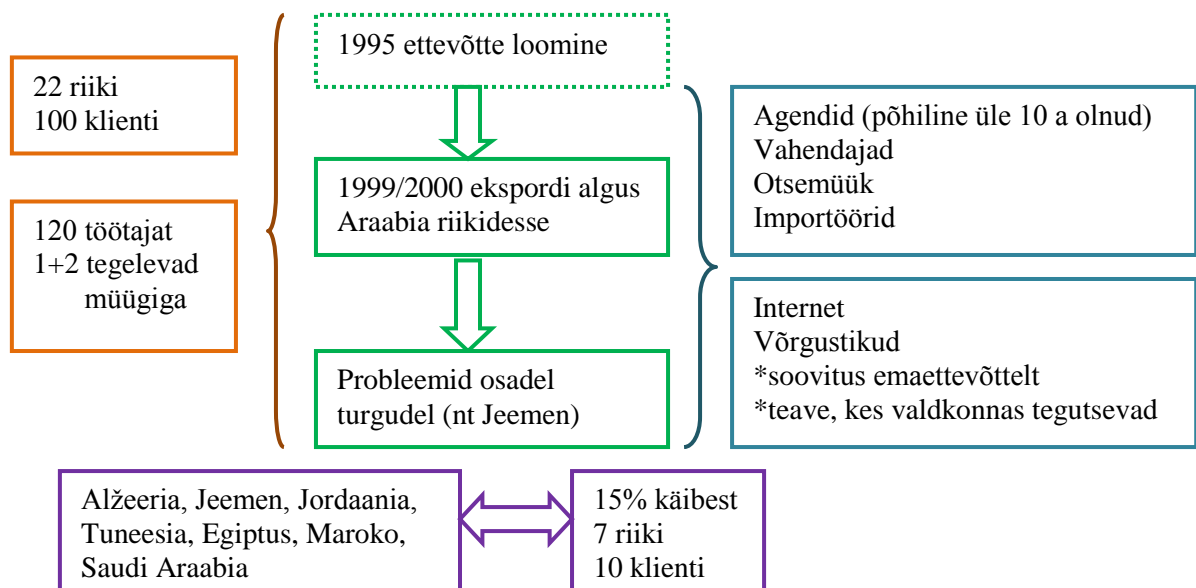 1995 ettevõtte loomine
22 riiki
100 klienti
120 töötajat
1+2 tegelevad
müügiga
1999/2000 ekspordi algus
Araabia riikidesse
Probleemid osadel
turgudel (nt Jeemen)
Agendid (põhiline üle 10 a olnud)
Vahendajad
Otsemüük
Importöörid
Internet
Võrgustikud
*soovitus emaettevõttelt
*teave, kes valdkonnas tegutsevad
Alžeeria, Jeemen, Jordaania,
Tuneesia, Egiptus, Maroko,
Saudi Araabia
15% käibest
7 riiki
10 klienti